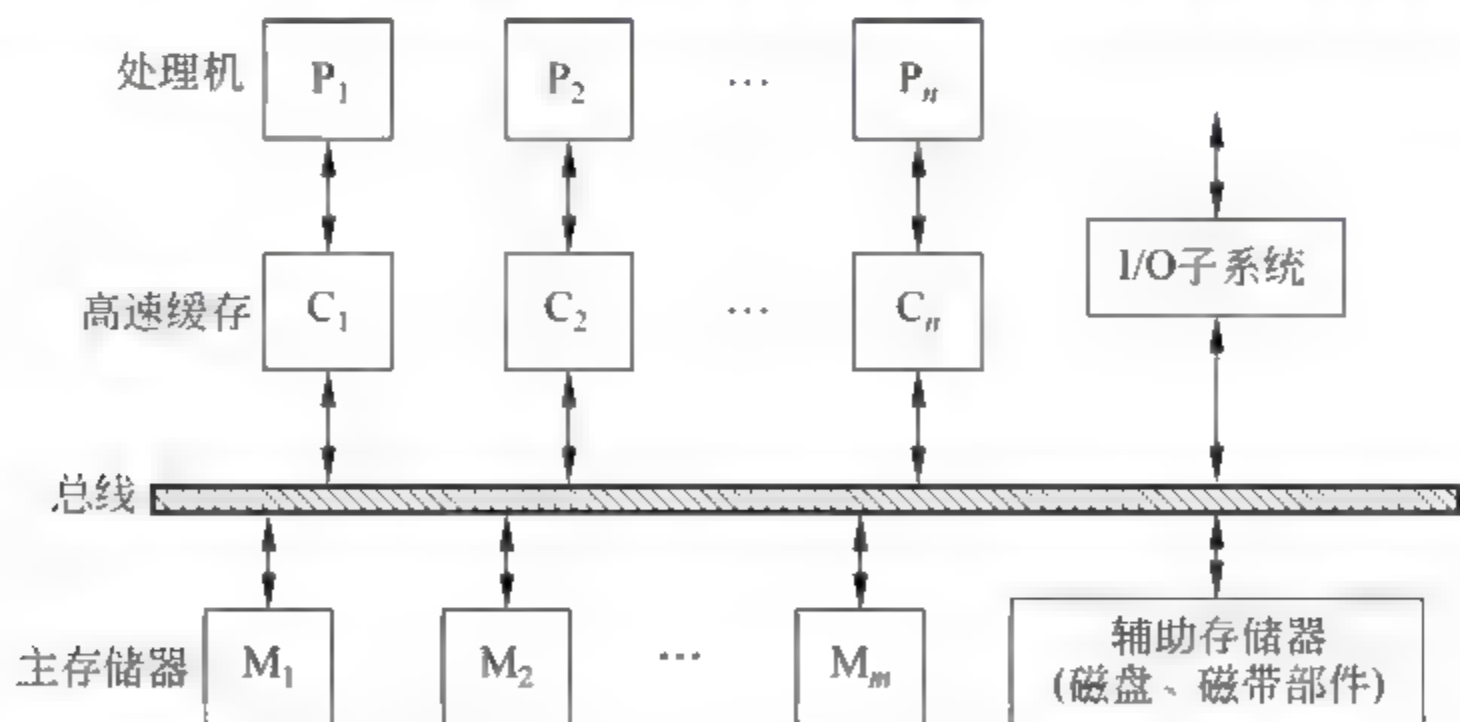 处理机 P₁ P₂ … Pₙ
I/O子系统
高速缓存 C₁ C₂ … Cₙ
总线
主存储器 M₁ M₂ … Mₘ
辅助存储器
(磁盘、磁带部件)